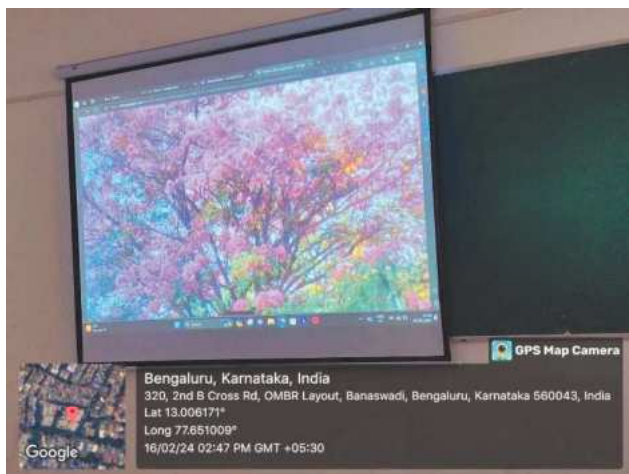 GPS Map Camera
Bengaluru, Karnataka, India
320, 2nd B Cross Rd, OMBR Layout, Banaswadi, Bengaluru, Karnataka 560043, India
Lat 13.006171°
Long 77.651009°
16/02/24 02:47 PM GMT +05:30
Google